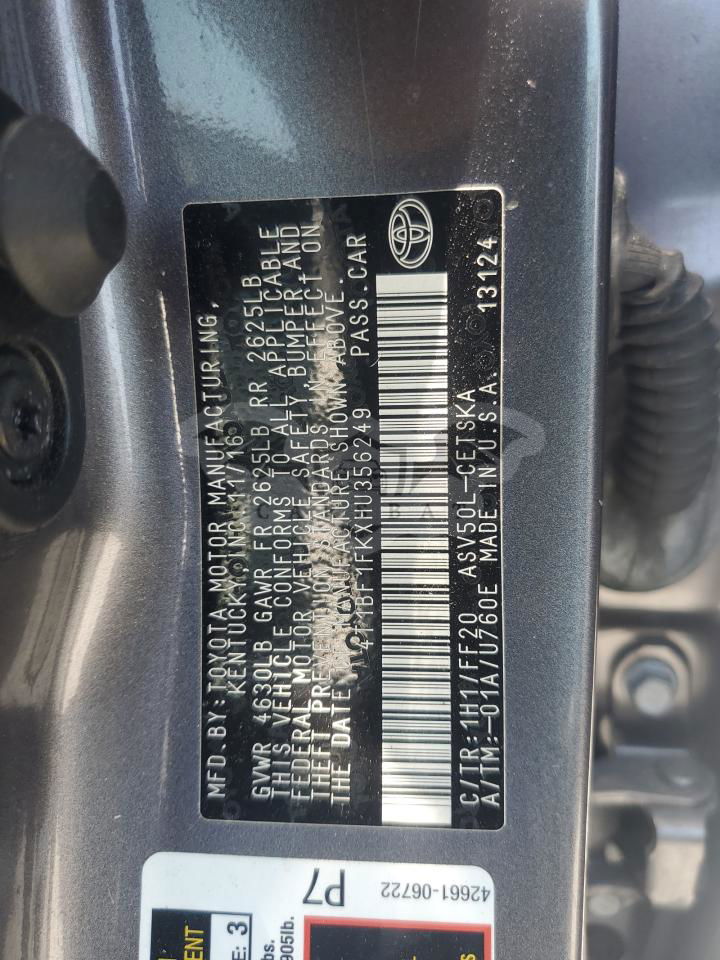 MFD.BY:TOYOTA MOTOR MANUFACTURING,
KENTUCKY, INC. 11/16
GVWR 4630LB GAWR FR 2625LB RR 2625LB
THIS VEHICLE CONFORMS TO ALL APPLICABLE
FEDERAL MOTOR VEHICLE SAFETY, BUMPER, AND
THEFT PREVENTION STANDARDS IN EFFECT ON
THE DATE OF MANUFACTURE SHOWN ABOVE.
4T1BF1FKXHU356249 PASS.CAR
C/TR:1H1/FF20 ASV50L-CETSKA
A/TM:-01A/U760E MADE IN U.S.A. 13124
P7
42661-06722
E: 3
bs.
905lb.